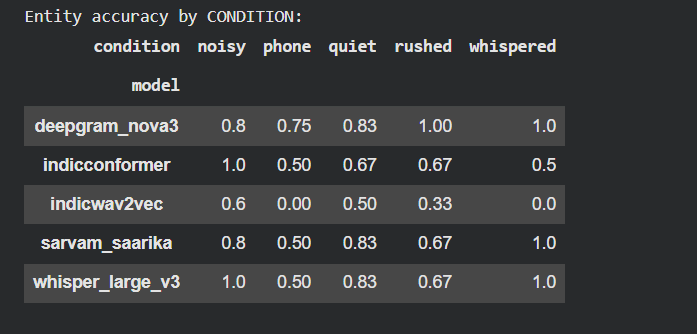 Entity accuracy by CONDITION:
condition noisy phone quiet rushed whispered
model
deepgram_nova3 0.8 0.75 0.83 1.00 1.0
indicconformer 1.0 0.50 0.67 0.67 0.5
indicwav2vec 0.6 0.00 0.50 0.33 0.0
sarvam_saarika 0.8 0.50 0.83 0.67 1.0
whisper_large_v3 1.0 0.50 0.83 0.67 1.0